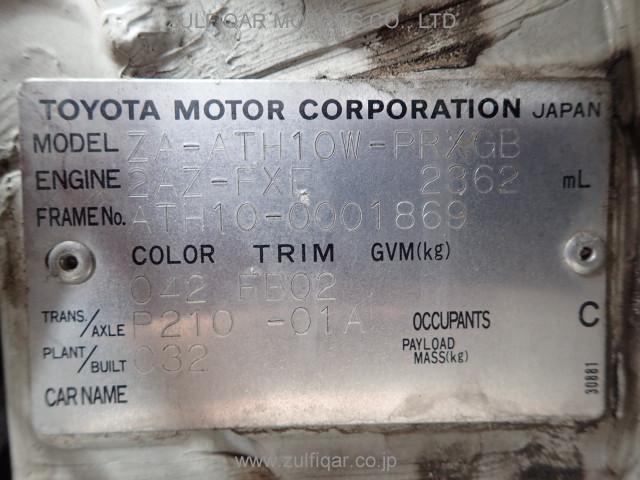 ZULFIQAR MOTORS CO., LTD
TOYOTA MOTOR CORPORATION JAPAN
MODEL ZA-ATH10W-PRXGB
ENGINE 2AZ-FXE 2362 mL
FRAME No. ATH10-0001869
COLOR TRIM GVM(kg)
042 FB02
TRANS./AXLE P210 -01A OCCUPANTS C
PLANT/BUILT 032 PAYLOAD MASS(kg)
CAR NAME
30881
www.zulfiqar.co.jp